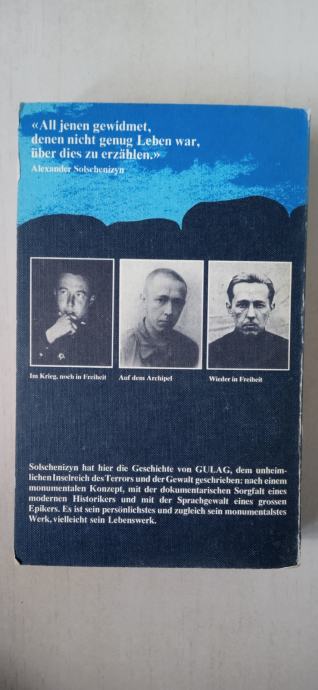 «All jenen gewidmet,
denen nicht genug Leben war,
über dies zu erzählen.»
Alexander Solschenizyn
Im Krieg, noch in Freiheit
Auf dem Archipel
Wieder in Freiheit
Solschenizyn hat hier die Geschichte von GULAG, dem unheim-
lichen Inselreich des Terrors und der Gewalt geschrieben: nach einem
monumentalen Konzept, mit der dokumentarischen Sorgfalt eines
modernen Historikers und mit der Sprachgewalt eines grossen
Epikers. Es ist sein persönlichstes und zugleich sein monumentalstes
Werk, vielleicht sein Lebenswerk.